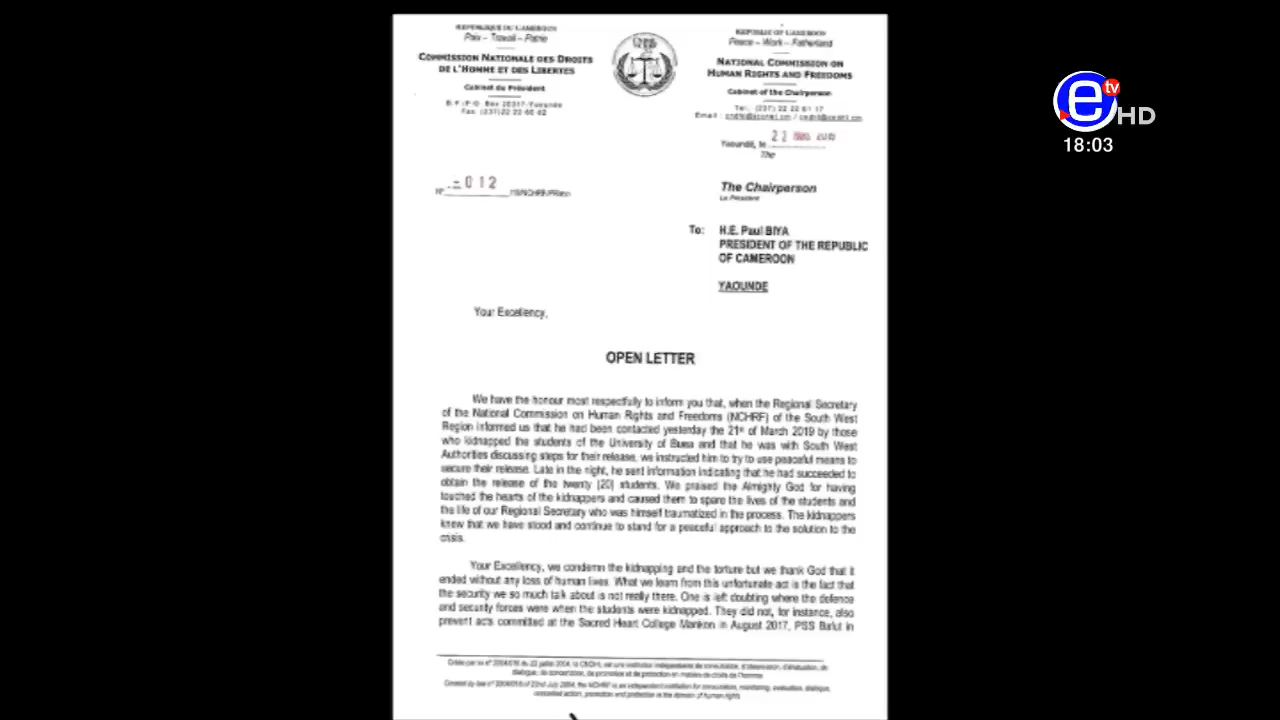 REPUBLIQUE DU CAMEROUN
Paix – Travail – Patrie
COMMISSION NATIONALE DES DROITS
DE L'HOMME ET DES LIBERTES
Cabinet du Président
REPUBLIC OF CAMEROON
Peace – Work – Fatherland
NATIONAL COMMISSION ON
HUMAN RIGHTS AND FREEDOMS
Cabinet of the Chairperson
Tel. (237) 22 22 61 17
Email :
Yaoundé, le
The
N° 012
The Chairperson
Le Président
To: H.E. Paul BIYA
PRESIDENT OF THE REPUBLIC
OF CAMEROON
YAOUNDE
Your Excellency,
OPEN LETTER
We have the honour most respectfully to inform you that, when the Regional Secretary
of the National Commission on Human Rights and Freedoms (NCHRF) of the South West
Region informed us that he had been contacted yesterday the 21st of March 2019 by those
who kidnapped the students of the University of Buea and that he was with South West
Authorities discussing steps for their release, we instructed him to try to use peaceful means to
secure their release. Late in the night, he sent information indicating that he had succeeded to
obtain the release of the twenty (20) students. We praised the Almighty God for having
touched the hearts of the kidnappers and caused them to spare the lives of the students and
the life of our Regional Secretary who was himself traumatized in the process. The kidnappers
knew that we have stood and continue to stand for a peaceful approach to the solution to the
crisis.
Your Excellency, we condemn the kidnapping and the torture but we thank God that it
ended without any loss of human lives. What we learn from this unfortunate act is the fact that
the security we so much talk about is not really there. One is left doubting where the defence
and security forces were when the students were kidnapped. They did not, for instance, also
prevent acts committed at the Sacred Heart College Mankon in August 2017, PSS Bafut in
e tv HD
18:03